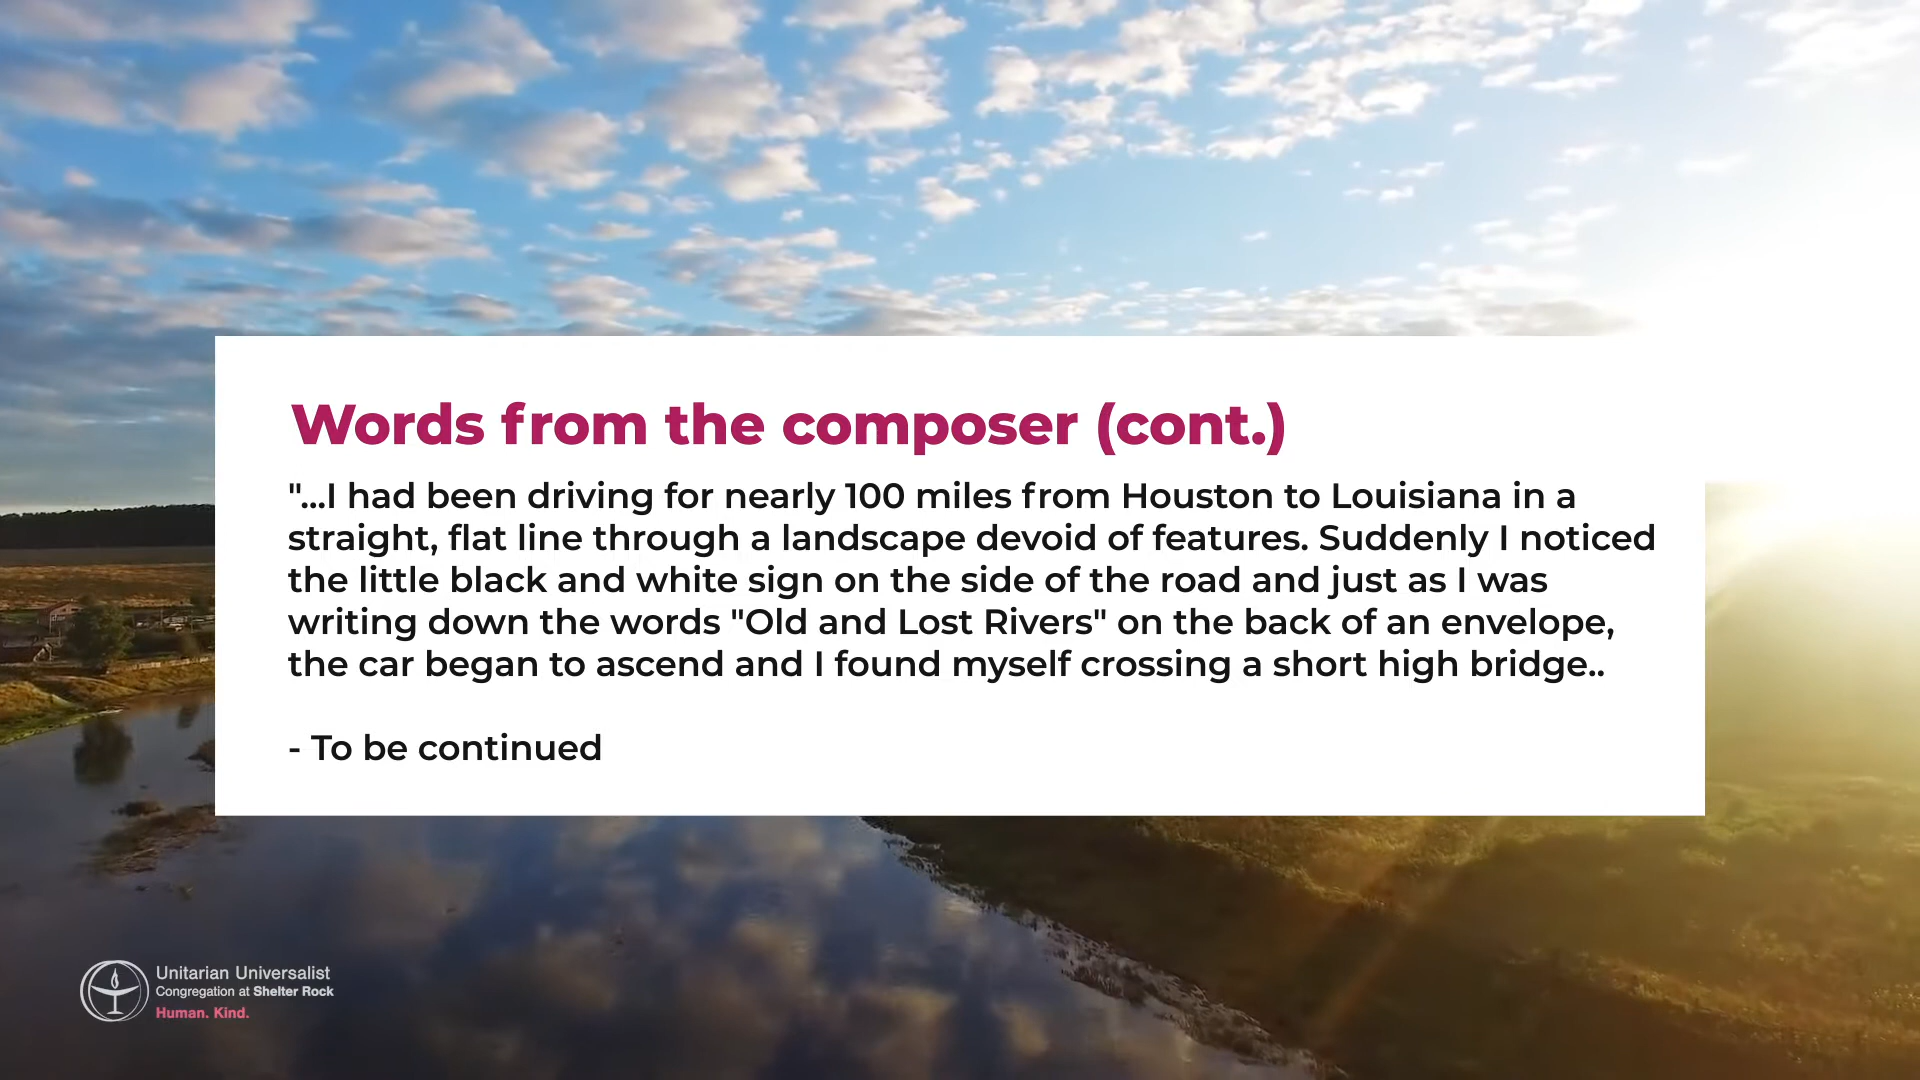 Words from the composer (cont.)
"...I had been driving for nearly 100 miles from Houston to Louisiana in a
straight, flat line through a landscape devoid of features. Suddenly I noticed
the little black and white sign on the side of the road and just as I was
writing down the words "Old and Lost Rivers" on the back of an envelope,
the car began to ascend and I found myself crossing a short high bridge..
- To be continued
Unitarian Universalist
Congregation at Shelter Rock
Human. Kind.